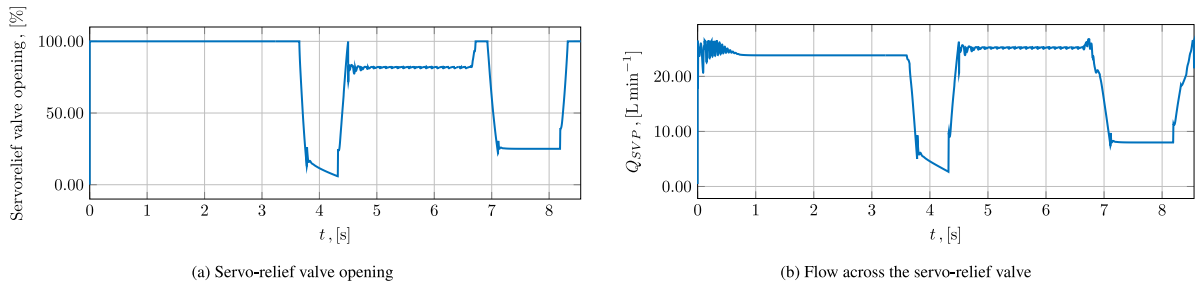 Servorelief valve opening , [%]
100.00
50.00
0.00
0 1 2 3 4 5 6 7 8
t , [s]
(a) Servo-relief valve opening
Q_{SVP} , [L min^{-1}]
20.00
10.00
0.00
0 1 2 3 4 5 6 7 8
t , [s]
(b) Flow across the servo-relief valve